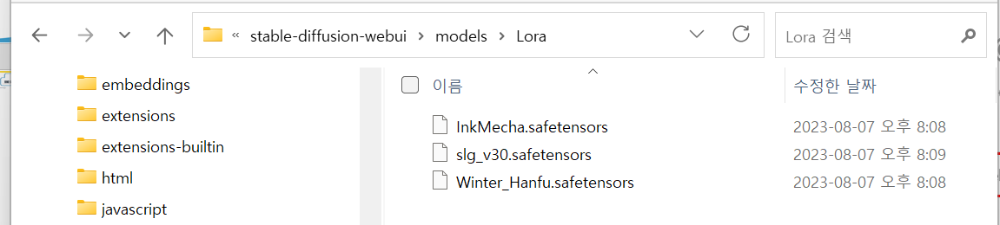 « stable-diffusion-webui > models > Lora
Lora 검색
embeddings
extensions
extensions-builtin
html
javascript
이름 수정한 날짜
InkMecha.safetensors 2023-08-07 오후 8:08
slg_v30.safetensors 2023-08-07 오후 8:09
Winter_Hanfu.safetensors 2023-08-07 오후 8:08